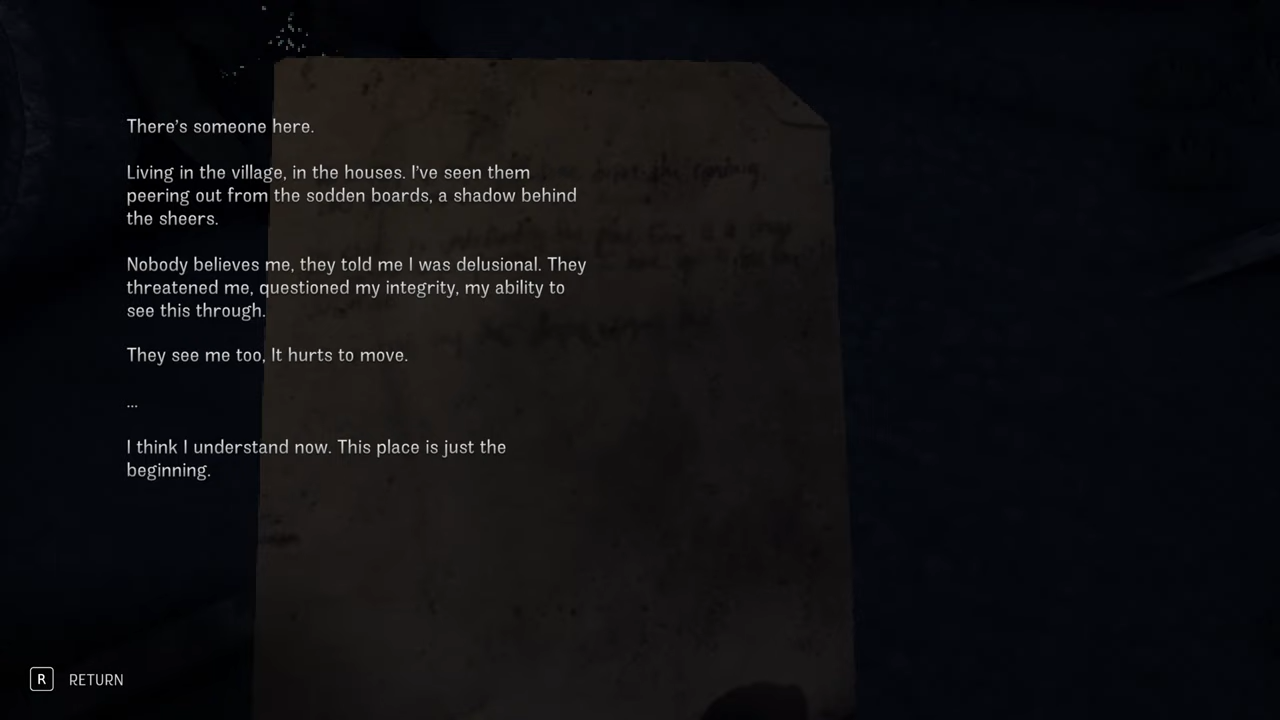 There's someone here.
Living in the village, in the houses. I've seen them
peering out from the sodden boards, a shadow behind
the sheers.
Nobody believes me, they told me I was delusional. They
threatened me, questioned my integrity, my ability to
see this through.
They see me too, It hurts to move.
...
I think I understand now. This place is just the
beginning.
R RETURN